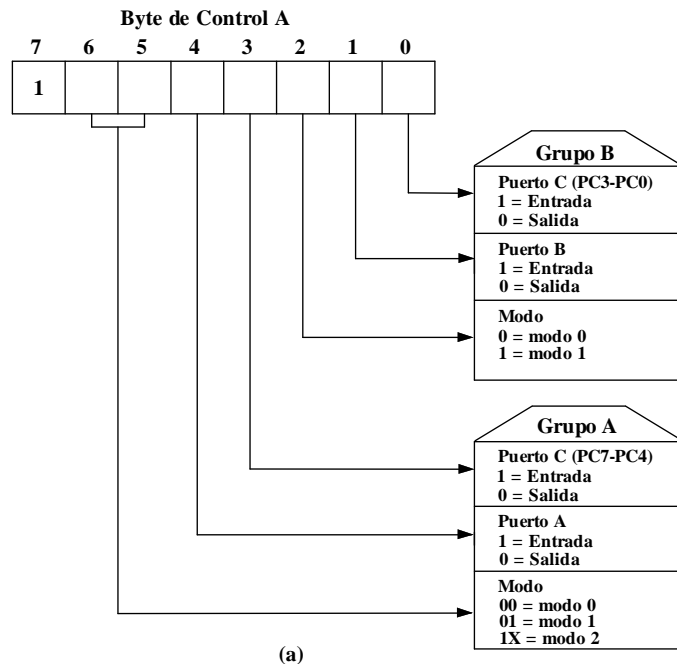 Byte de Control A
7 6 5 4 3 2 1 0
1
Grupo B
Puerto C (PC3-PC0)
1 = Entrada
0 = Salida
Puerto B
1 = Entrada
0 = Salida
Modo
0 = modo 0
1 = modo 1
Grupo A
Puerto C (PC7-PC4)
1 = Entrada
0 = Salida
Puerto A
1 = Entrada
0 = Salida
Modo
00 = modo 0
01 = modo 1
1X = modo 2
(a)